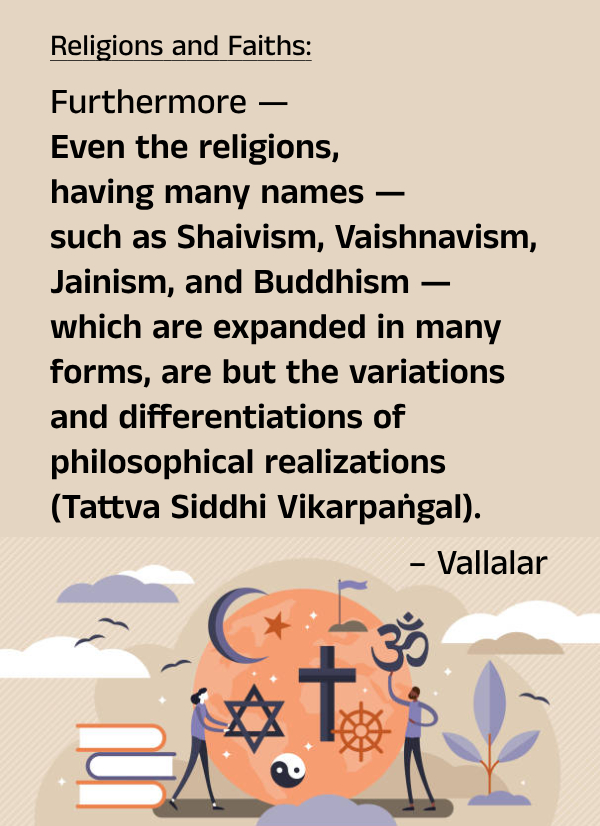 Religions and Faiths:
Furthermore —
Even the religions,
having many names —
such as Shaivism, Vaishnavism,
Jainism, and Buddhism —
which are expanded in many
forms, are but the variations
and differentiations of
philosophical realizations
(Tattva Siddhi Vikarpaṅgal).
– Vallalar
ॐ